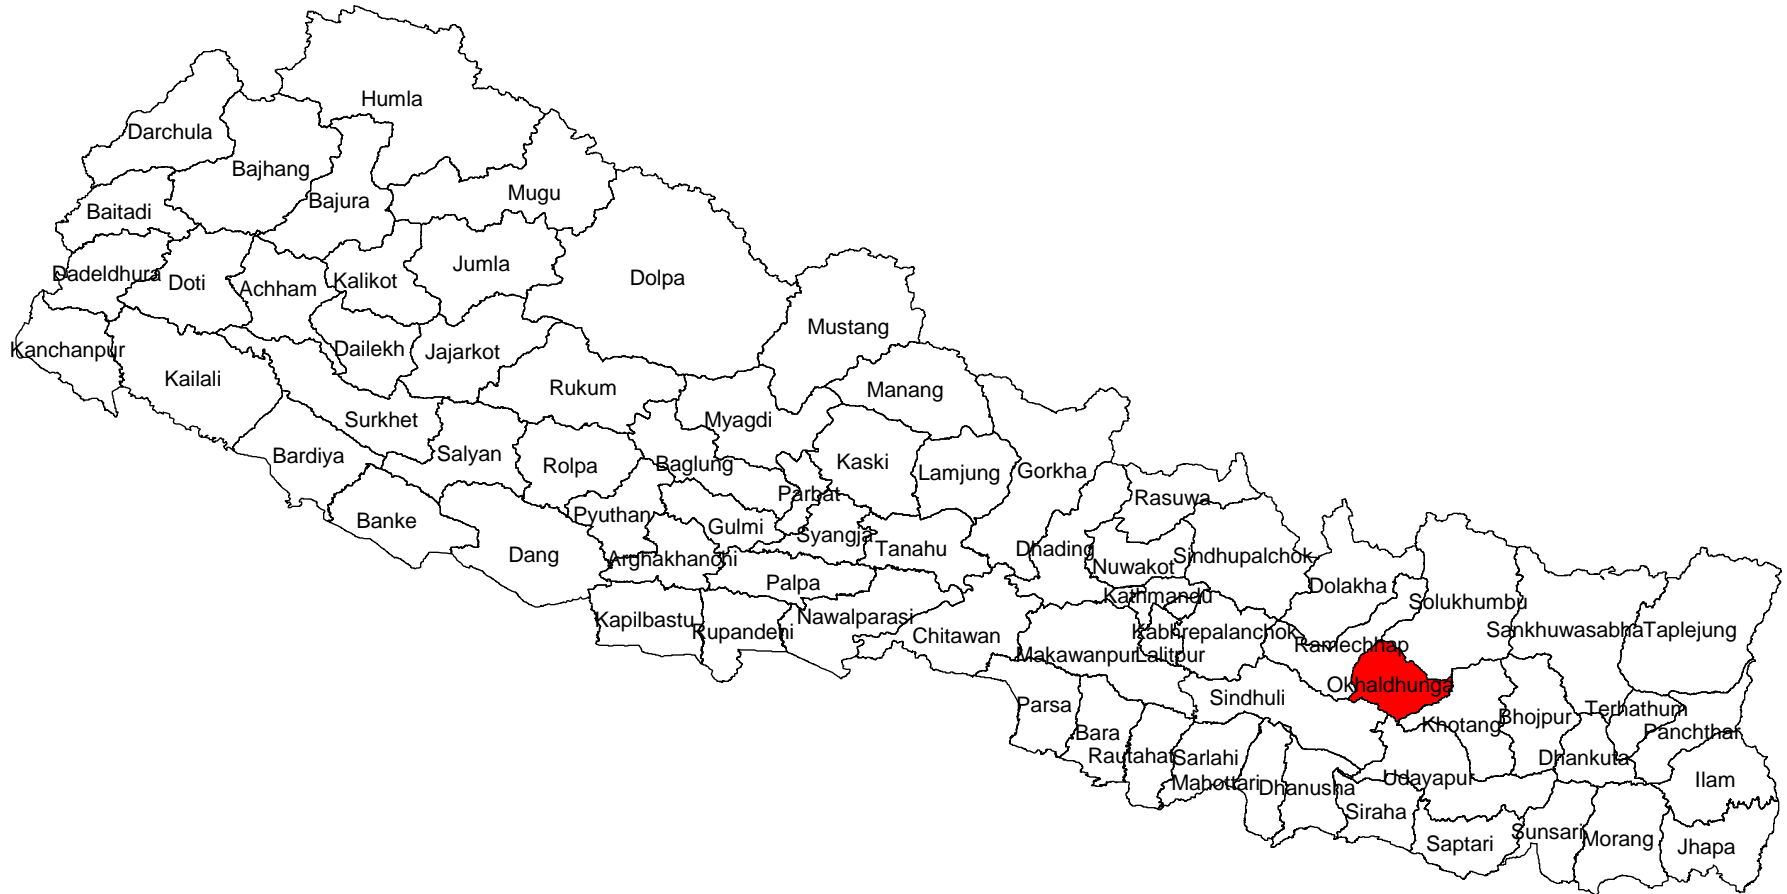 Humla
Darchula
Bajhang
Mugu
Bajura
Baitadi
Jumla
Dadeldhura
Dolpa
Kalikot
Doti
Achham
Mustang
Kanchanpur
Dailekh
Jajarkot
Kailali
Rukum
Manang
Surkhet
Myagdi
Salyan
Bardiya
Kaski
Baglung
Rolpa
Gorkha
Lamjung
Parbat
Rasuwa
Pyuthan
Banke
Gulmi
Syangja
Tanahu
Dhading
Dang
Sindhupalchok
Arghakhanchi
Nuwakot
Palpa
Dolakha
Kathmandu
Solukhumbu
Nawalparasi
Kapilbastu
Sankhuwasabha
Taplejung
Rupandehi
Kabhrepalanchok
Chitawan
Ramechhap
Makawanpur
Lalitpur
Okhaldhunga
Sindhuli
Parsa
Terhathum
Bhojpur
Khotang
Bara
Panchthar
Rautahat
Sarlahi
Dhankuta
Udayapur
Ilam
Mahottari
Dhanusha
Siraha
Sunsari
Morang
Saptari
Jhapa